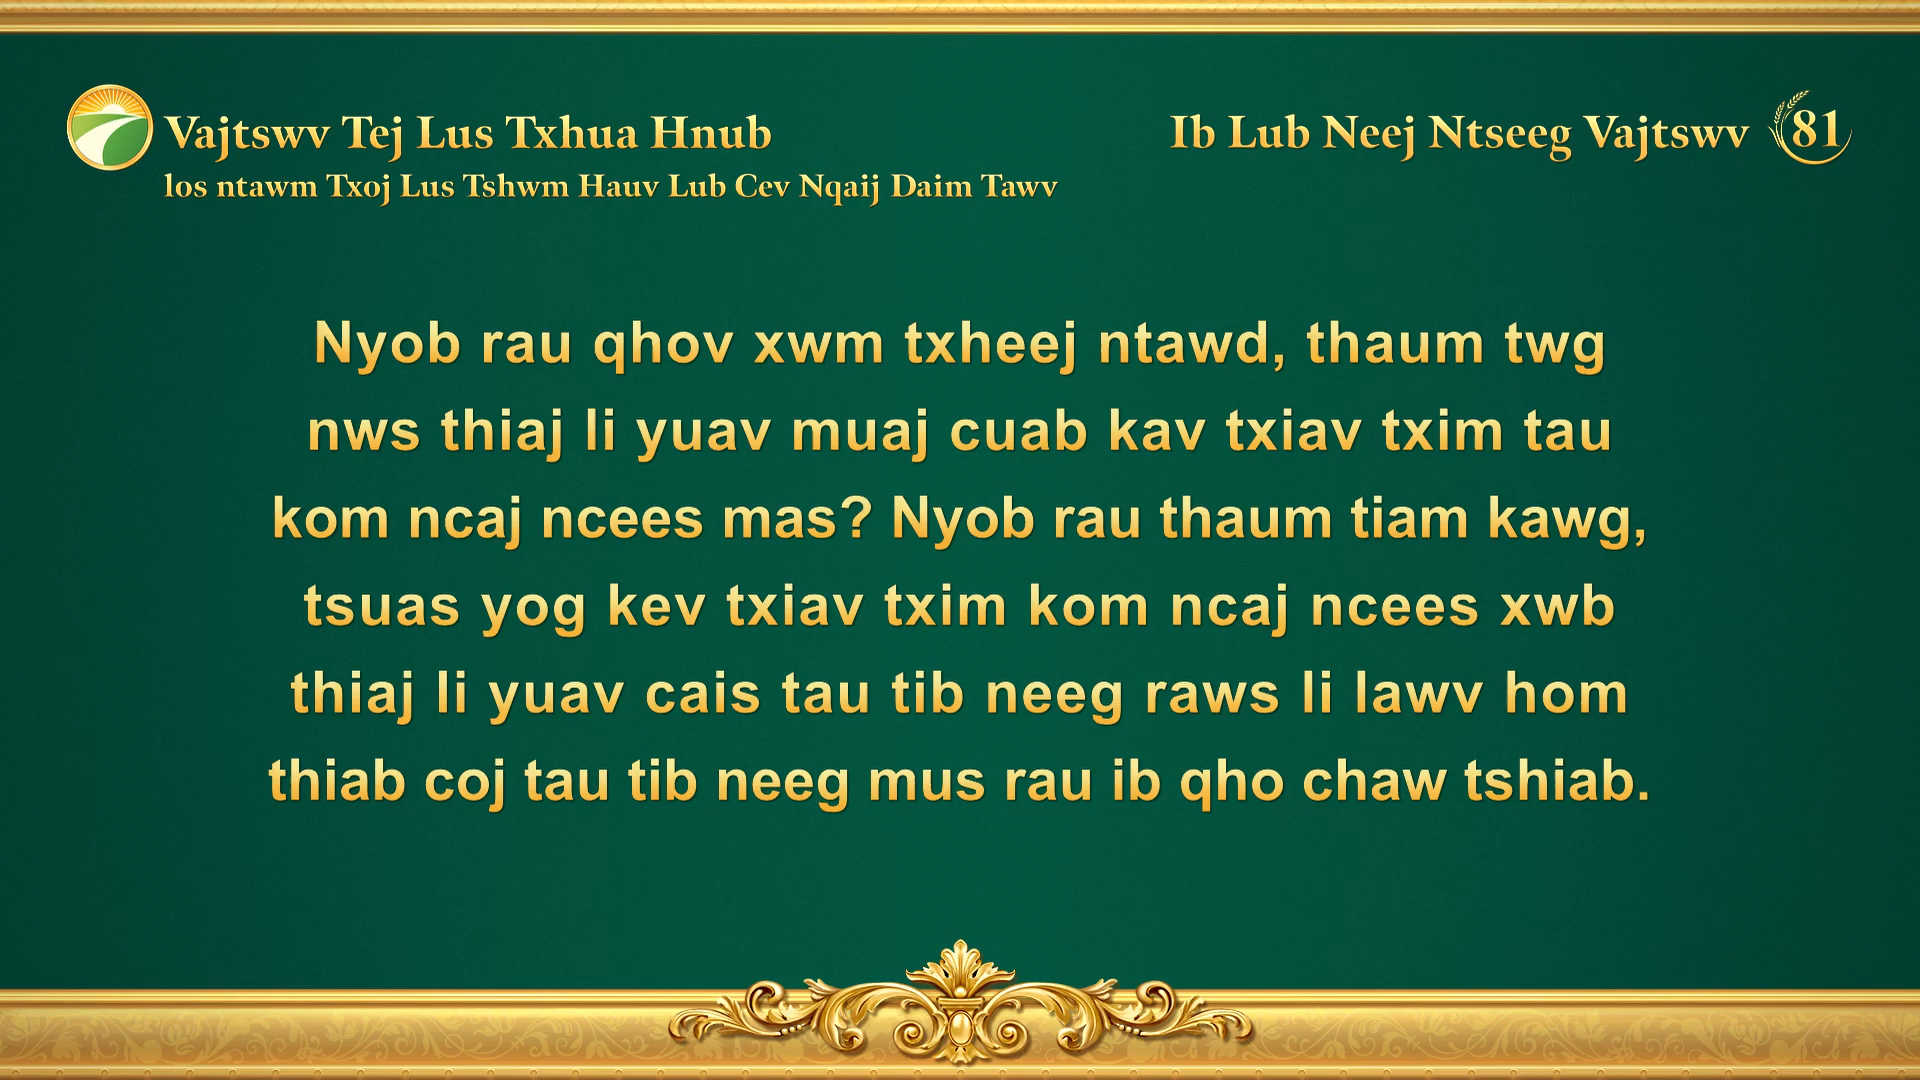 Vajtswv Tej Lus Txhua Hnub
los ntawm Txoj Lus Tshwm Hauv Lub Cev Nqaij Daim Tawv
Ib Lub Neej Ntseeg Vajtswv 81
Nyob rau qhov xwm txheej ntawd, thaum twg
nws thiaj li yuav muaj cuab kav txiav txim tau
kom ncaj ncees mas? Nyob rau thaum tiam kawg,
tsuas yog kev txiav txim kom ncaj ncees xwb
thiaj li yuav cais tau tib neeg raws li lawv hom
thiab coj tau tib neeg mus rau ib qho chaw tshiab.